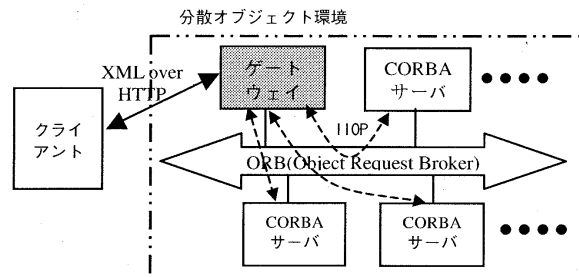 分散オブジェクト環境
XML over
HTTP
ゲート
ウェイ
CORBA
サーバ
クライ
アント
IIOP
ORB(Object Request Broker)
CORBA
サーバ
CORBA
サーバ